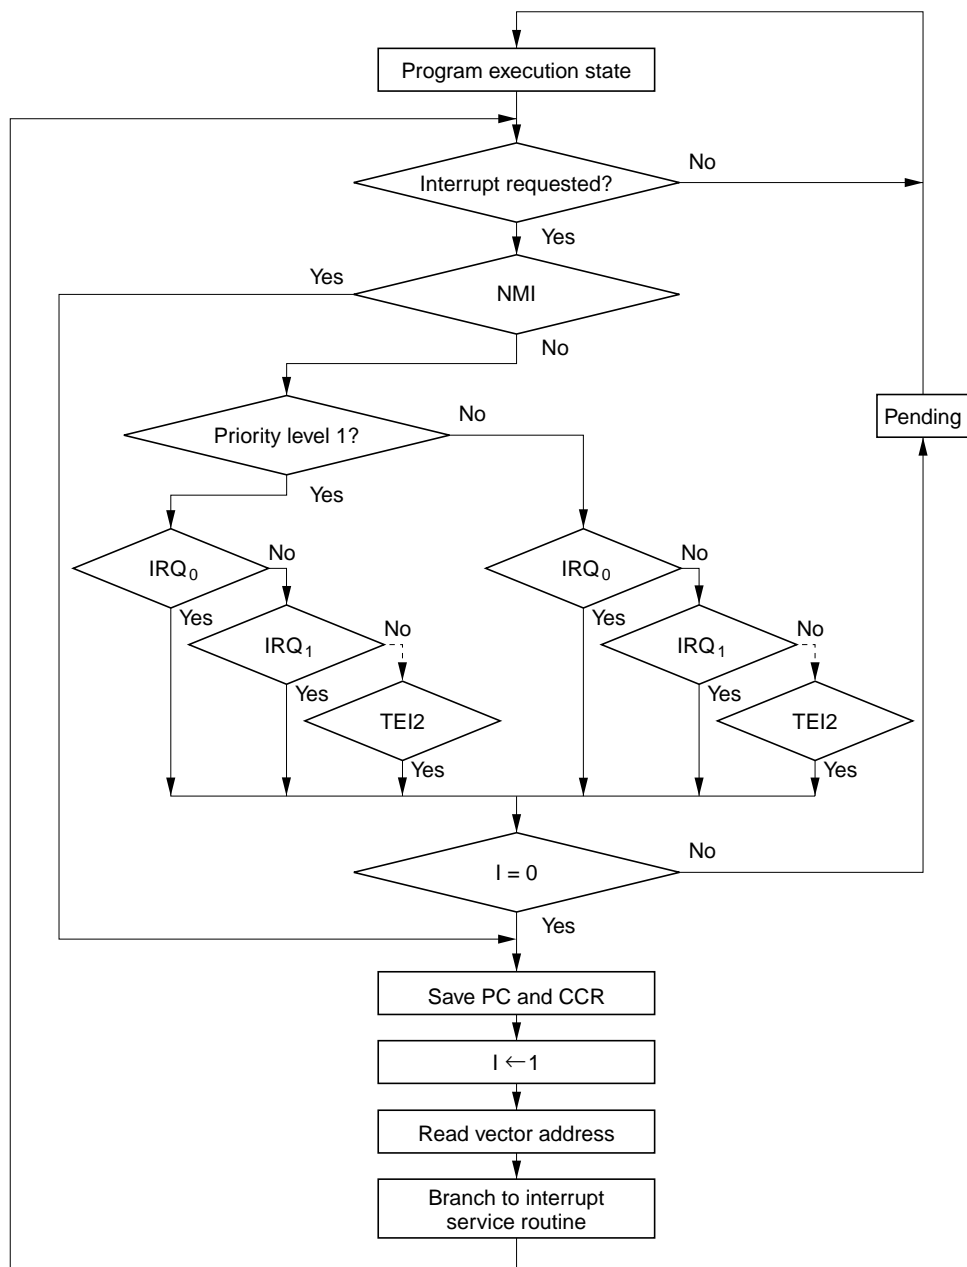 Program execution state
Interrupt requested?
No
Yes
Yes
NMI
No
Priority level 1?
No
Pending
Yes
IRQ0
No
IRQ0
No
Yes
IRQ1
No
Yes
IRQ1
No
Yes
TEI2
Yes
TEI2
Yes
Yes
I = 0
No
Yes
Save PC and CCR
I ←1
Read vector address
Branch to interrupt
service routine